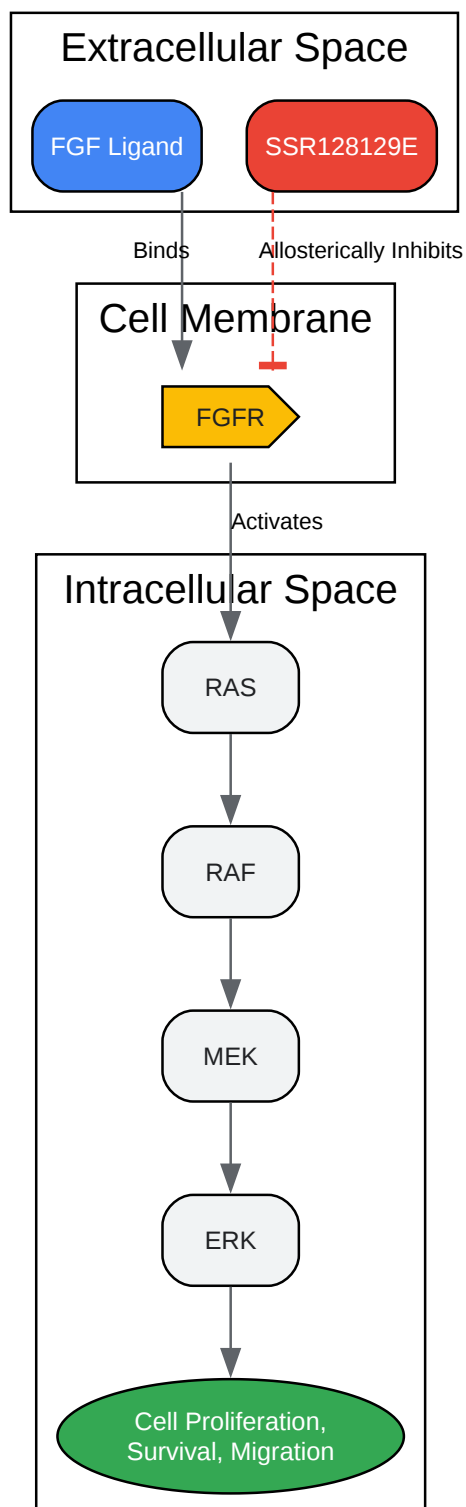 Extracellular Space
FGF Ligand
SSR128129E
Binds
Allosterically Inhibits
Cell Membrane
FGFR
Activates
Intracellular Space
RAS
RAF
MEK
ERK
Cell Proliferation,
Survival, Migration